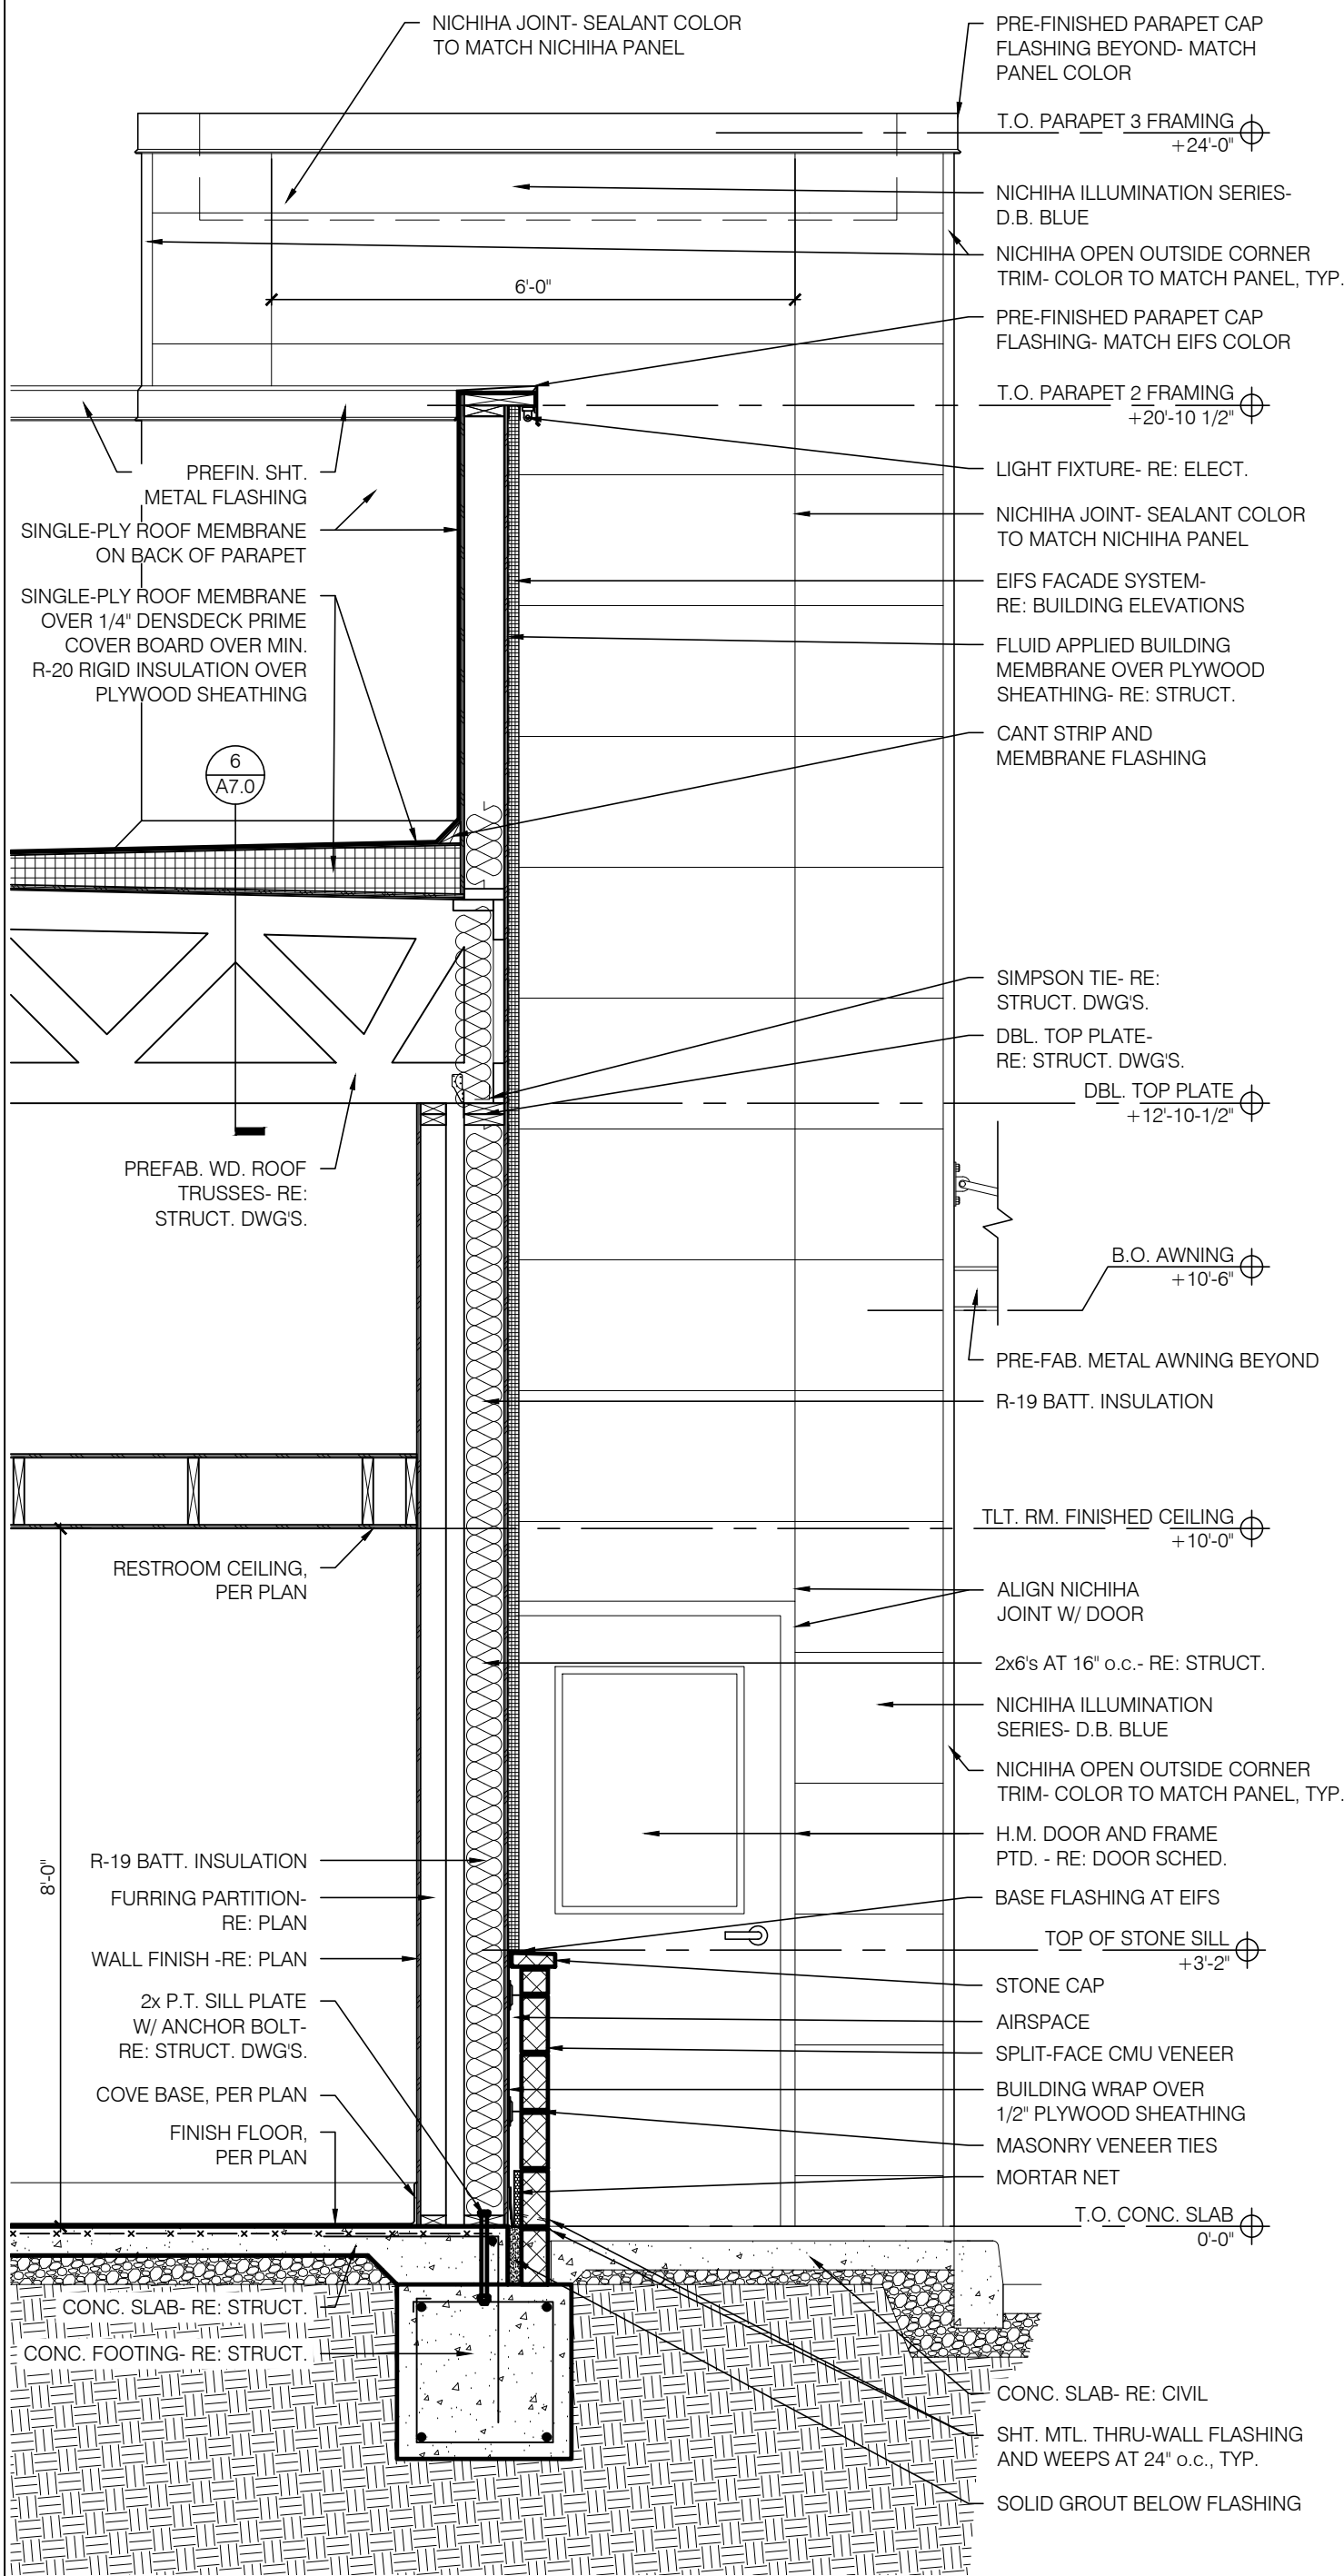 NICHIHA JOINT- SEALANT COLOR
TO MATCH NICHIHA PANEL
PRE-FINISHED PARAPET CAP
FLASHING BEYOND- MATCH
PANEL COLOR
T.O. PARAPET 3 FRAMING
+24'-0"
NICHIHA ILLUMINATION SERIES-
D.B. BLUE
NICHIHA OPEN OUTSIDE CORNER
TRIM- COLOR TO MATCH PANEL, TYP.
6'-0"
PRE-FINISHED PARAPET CAP
FLASHING- MATCH EIFS COLOR
T.O. PARAPET 2 FRAMING
+20'-10 1/2"
LIGHT FIXTURE- RE: ELECT.
NICHIHA JOINT- SEALANT COLOR
TO MATCH NICHIHA PANEL
EIFS FACADE SYSTEM-
RE: BUILDING ELEVATIONS
FLUID APPLIED BUILDING
MEMBRANE OVER PLYWOOD
SHEATHING- RE: STRUCT.
CANT STRIP AND
MEMBRANE FLASHING
PREFIN. SHT.
METAL FLASHING
SINGLE-PLY ROOF MEMBRANE
ON BACK OF PARAPET
SINGLE-PLY ROOF MEMBRANE
OVER 1/4" DENSDECK PRIME
COVER BOARD OVER MIN.
R-20 RIGID INSULATION OVER
PLYWOOD SHEATHING
6
A7.0
SIMPSON TIE- RE:
STRUCT. DWG'S.
DBL. TOP PLATE-
RE: STRUCT. DWG'S.
DBL. TOP PLATE
+12'-10-1/2"
PREFAB. WD. ROOF
TRUSSES- RE:
STRUCT. DWG'S.
B.O. AWNING
+10'-6"
PRE-FAB. METAL AWNING BEYOND
R-19 BATT. INSULATION
TLT. RM. FINISHED CEILING
+10'-0"
RESTROOM CEILING,
PER PLAN
ALIGN NICHIHA
JOINT W/ DOOR
2x6's AT 16" o.c.- RE: STRUCT.
NICHIHA ILLUMINATION
SERIES- D.B. BLUE
NICHIHA OPEN OUTSIDE CORNER
TRIM- COLOR TO MATCH PANEL, TYP.
H.M. DOOR AND FRAME
PTD. - RE: DOOR SCHED.
BASE FLASHING AT EIFS
TOP OF STONE SILL
+3'-2"
STONE CAP
AIRSPACE
SPLIT-FACE CMU VENEER
BUILDING WRAP OVER
1/2" PLYWOOD SHEATHING
MASONRY VENEER TIES
MORTAR NET
T.O. CONC. SLAB
0'-0"
8'-0"
R-19 BATT. INSULATION
FURRING PARTITION-
RE: PLAN
WALL FINISH -RE: PLAN
2x P.T. SILL PLATE
W/ ANCHOR BOLT-
RE: STRUCT. DWG'S.
COVE BASE, PER PLAN
FINISH FLOOR,
PER PLAN
CONC. SLAB- RE: STRUCT.
CONC. FOOTING- RE: STRUCT.
CONC. SLAB- RE: CIVIL
SHT. MTL. THRU-WALL FLASHING
AND WEEPS AT 24" o.c., TYP.
SOLID GROUT BELOW FLASHING